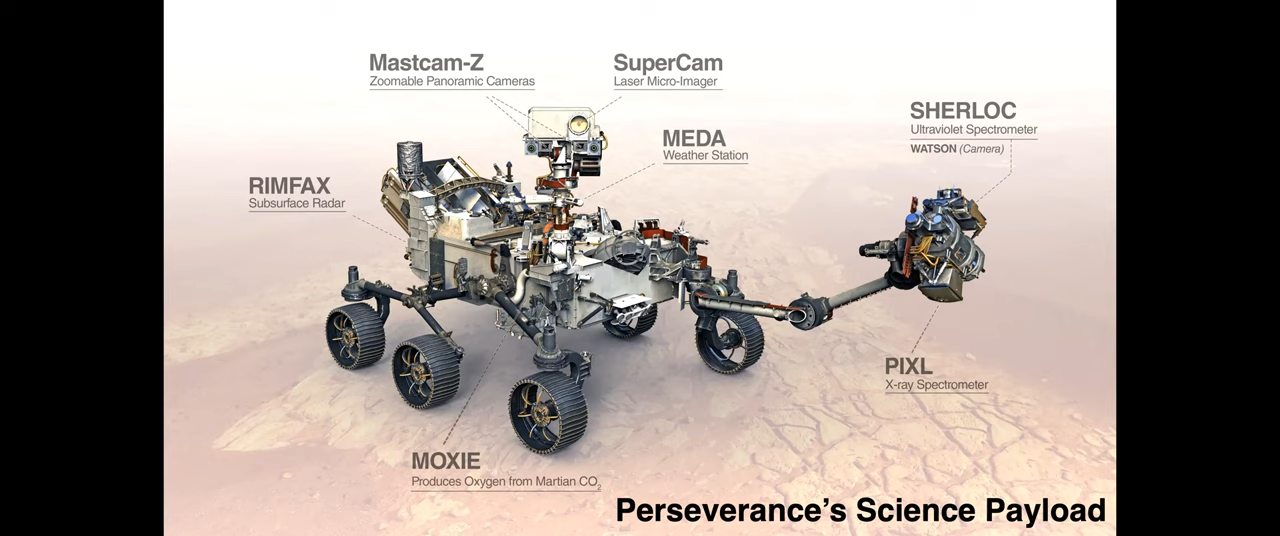 Mastcam-Z
Zoomable Panoramic Cameras
SuperCam
Laser Micro-Imager
SHERLOC
Ultraviolet Spectrometer
WATSON (Camera)
MEDA
Weather Station
RIMFAX
Subsurface Radar
PIXL
X-ray Spectrometer
MOXIE
Produces Oxygen from Martian CO₂
Perseverance's Science Payload